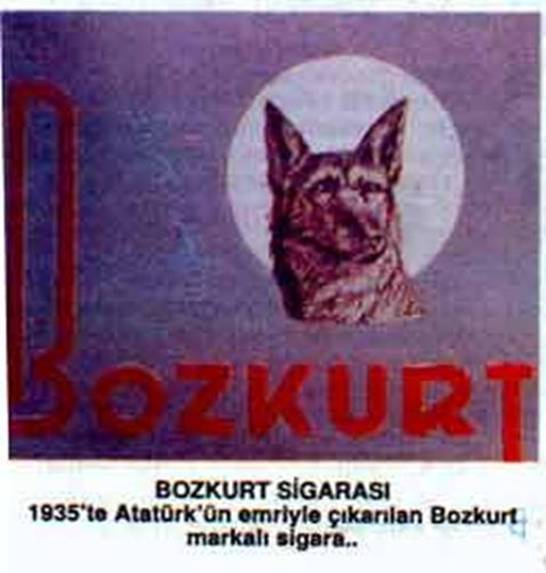 BOZKURT
BOZKURT SİGARASI
1935'te Atatürk'ün emriyle çıkarılan Bozkurt
markalı sigara..